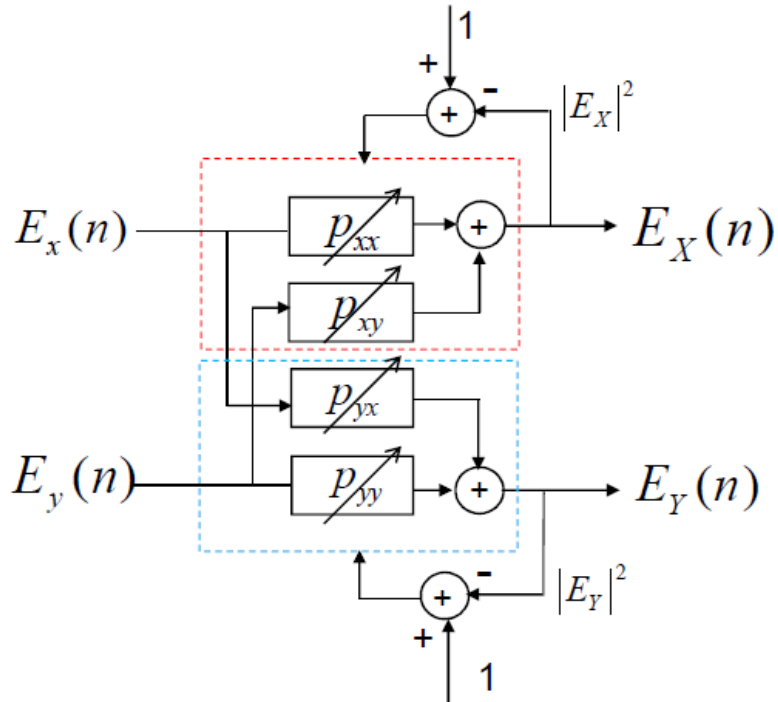 1
+
-
+
|E_X|^2
E_x(n)
p_xx
+
E_X(n)
p_xy
p_yx
E_y(n)
p_yy
+
E_Y(n)
-
+
|E_Y|^2
+
1